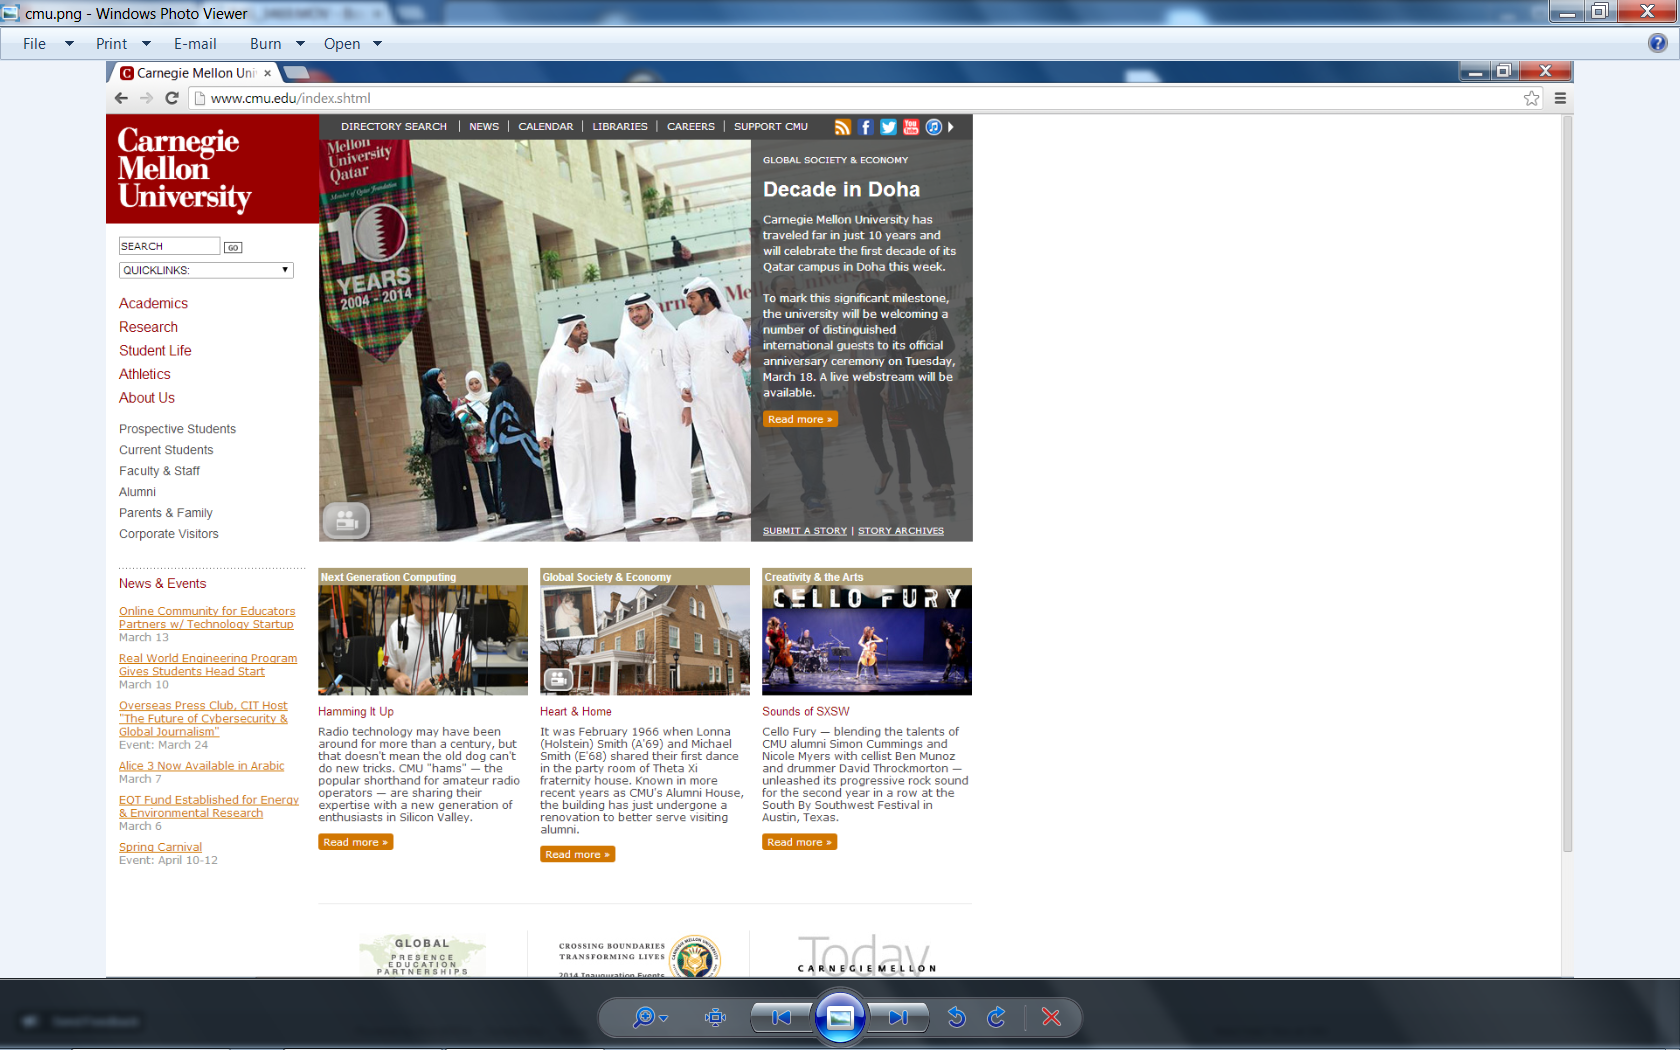 cmu.png - Windows Photo Viewer
File
Print
E-mail
Burn
Open
Carnegie Mellon Uni
www.cmu.edu/index.shtml
Carnegie
Mellon
University
DIRECTORY SEARCH | NEWS | CALENDAR | LIBRARIES | CAREERS | SUPPORT CMU
SEARCH
GO
QUICKLINKS:
Academics
Research
Student Life
Athletics
About Us
Prospective Students
Current Students
Faculty & Staff
Alumni
Parents & Family
Corporate Visitors
News & Events
Online Community for Educators
Partners w/ Technology Startup
March 13
Real World Engineering Program
Gives Students Head Start
March 10
Overseas Press Club, CIT Host
"The Future of Cybersecurity &
Global Journalism"
Event: March 24
Alice 3 Now Available in Arabic
March 7
EQT Fund Established for Energy
& Environmental Research
March 6
Spring Carnival
Event: April 10-12
Mellon
University
Qatar
Member of Qatar Foundation
10
YEARS
2004 - 2014
GLOBAL SOCIETY & ECONOMY
Decade in Doha
Carnegie Mellon University has
traveled far in just 10 years and
will celebrate the first decade of its
Qatar campus in Doha this week.
To mark this significant milestone,
the university will be welcoming a
number of distinguished
international guests to its official
anniversary ceremony on Tuesday,
March 18. A live webstream will be
available.
Read more »
SUBMIT A STORY | STORY ARCHIVES
Next Generation Computing
Hamming It Up
Radio technology may have been
around for more than a century, but
that doesn't mean the old dog can't
do new tricks. CMU "hams" — the
popular shorthand for amateur radio
operators — are sharing their
expertise with a new generation of
enthusiasts in Silicon Valley.
Read more »
Global Society & Economy
Heart & Home
It was February 1966 when Lonna
(Holstein) Smith (A'69) and Michael
Smith (E'68) shared their first dance
in the party room of Theta Xi
fraternity house. Known in more
recent years as CMU's Alumni House,
the building has just undergone a
renovation to better serve visiting
alumni.
Read more »
Creativity & the Arts
CELLO FURY
Sounds of SXSW
Cello Fury — blending the talents of
CMU alumni Simon Cummings and
Nicole Myers with cellist Ben Munoz
and drummer David Throckmorton —
unleashed its progressive rock sound
for the second year in a row at the
South By Southwest Festival in
Austin, Texas.
Read more »
GLOBAL
PRESENCE
EDUCATION
PARTNERSHIPS
CROSSING BOUNDARIES
TRANSFORMING LIVES
2014 Inauguration Events
Today
CARNEGIE MELLON